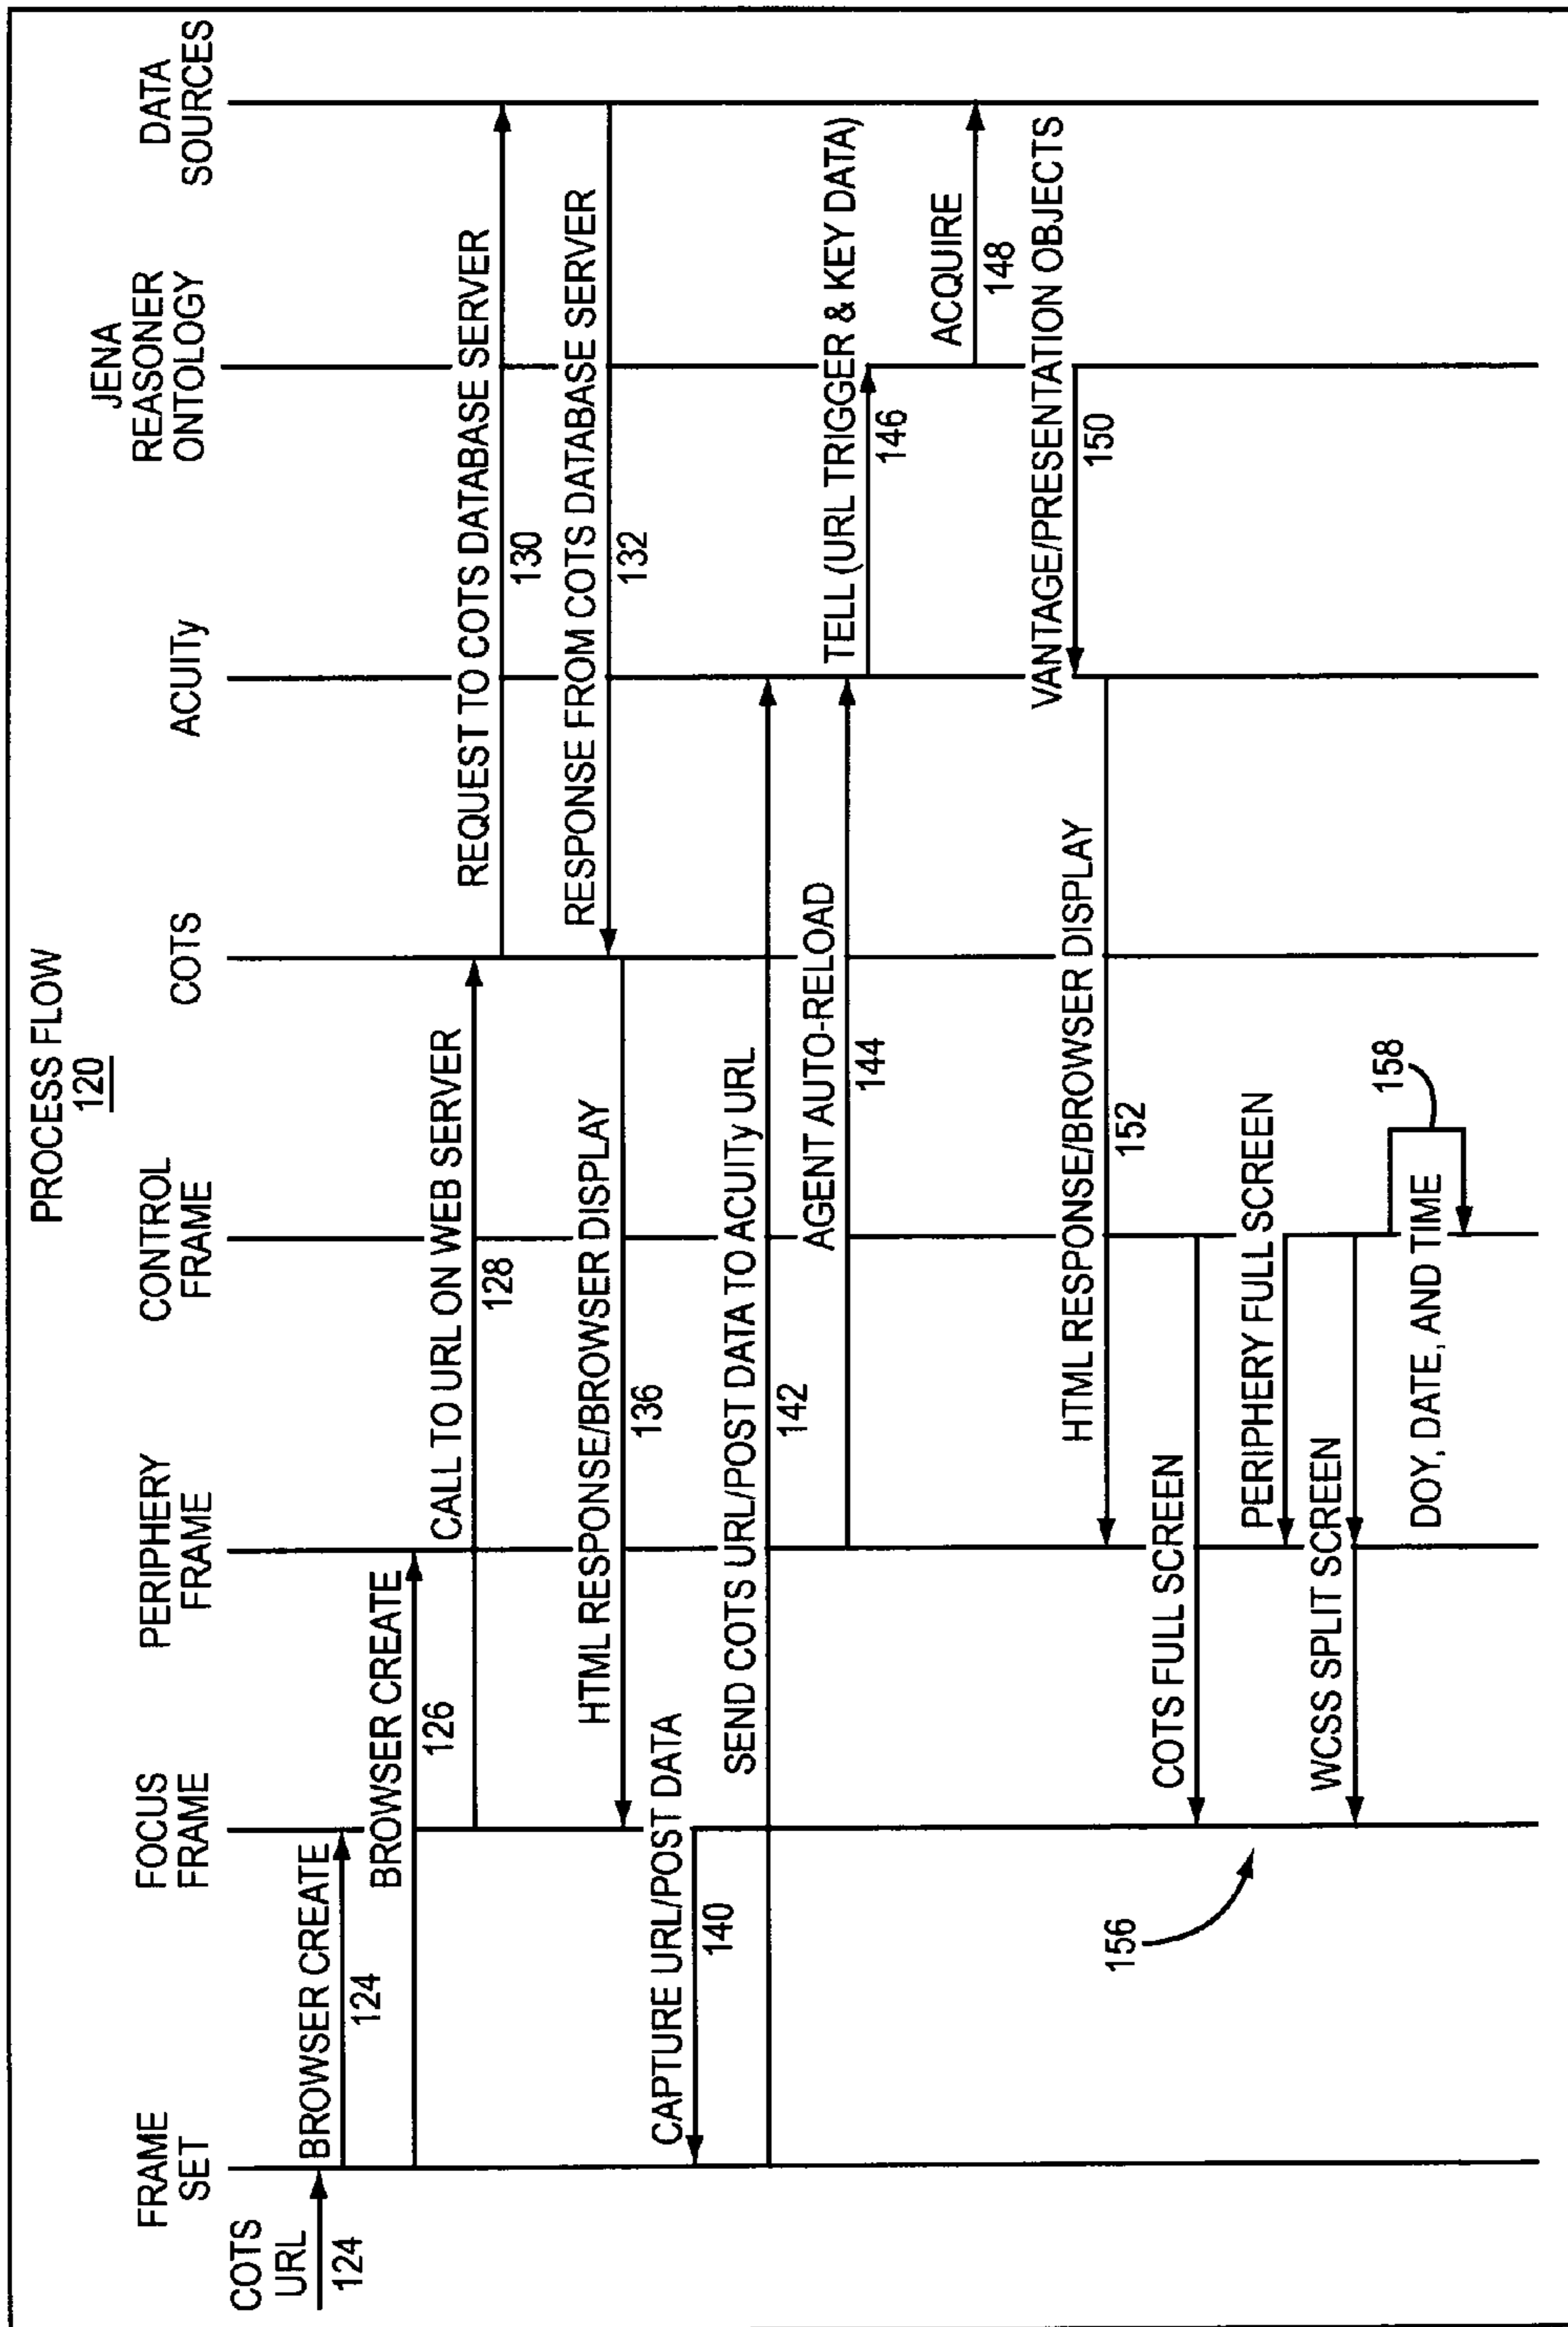 PROCESS FLOW
120
FRAME
SET
FOCUS
FRAME
PERIPHERY
FRAME
CONTROL
FRAME
COTS
ACUITy
JENA
REASONER
ONTOLOGY
DATA
SOURCES
COTS
URL
124
BROWSER CREATE
124
BROWSER CREATE
126
CALL TO URL ON WEB SERVER
128
REQUEST TO COTS DATABASE SERVER
130
RESPONSE FROM COTS DATABASE SERVER
132
HTML RESPONSE/BROWSER DISPLAY
136
CAPTURE URL/POST DATA
140
SEND COTS URL/POST DATA TO ACUITy URL
142
AGENT AUTO-RELOAD
144
TELL (URL TRIGGER & KEY DATA)
146
ACQUIRE
148
VANTAGE/PRESENTATION OBJECTS
150
HTML RESPONSE/BROWSER DISPLAY
152
COTS FULL SCREEN
PERIPHERY FULL SCREEN
WCSS SPLIT SCREEN
DOY, DATE, AND TIME
156
158